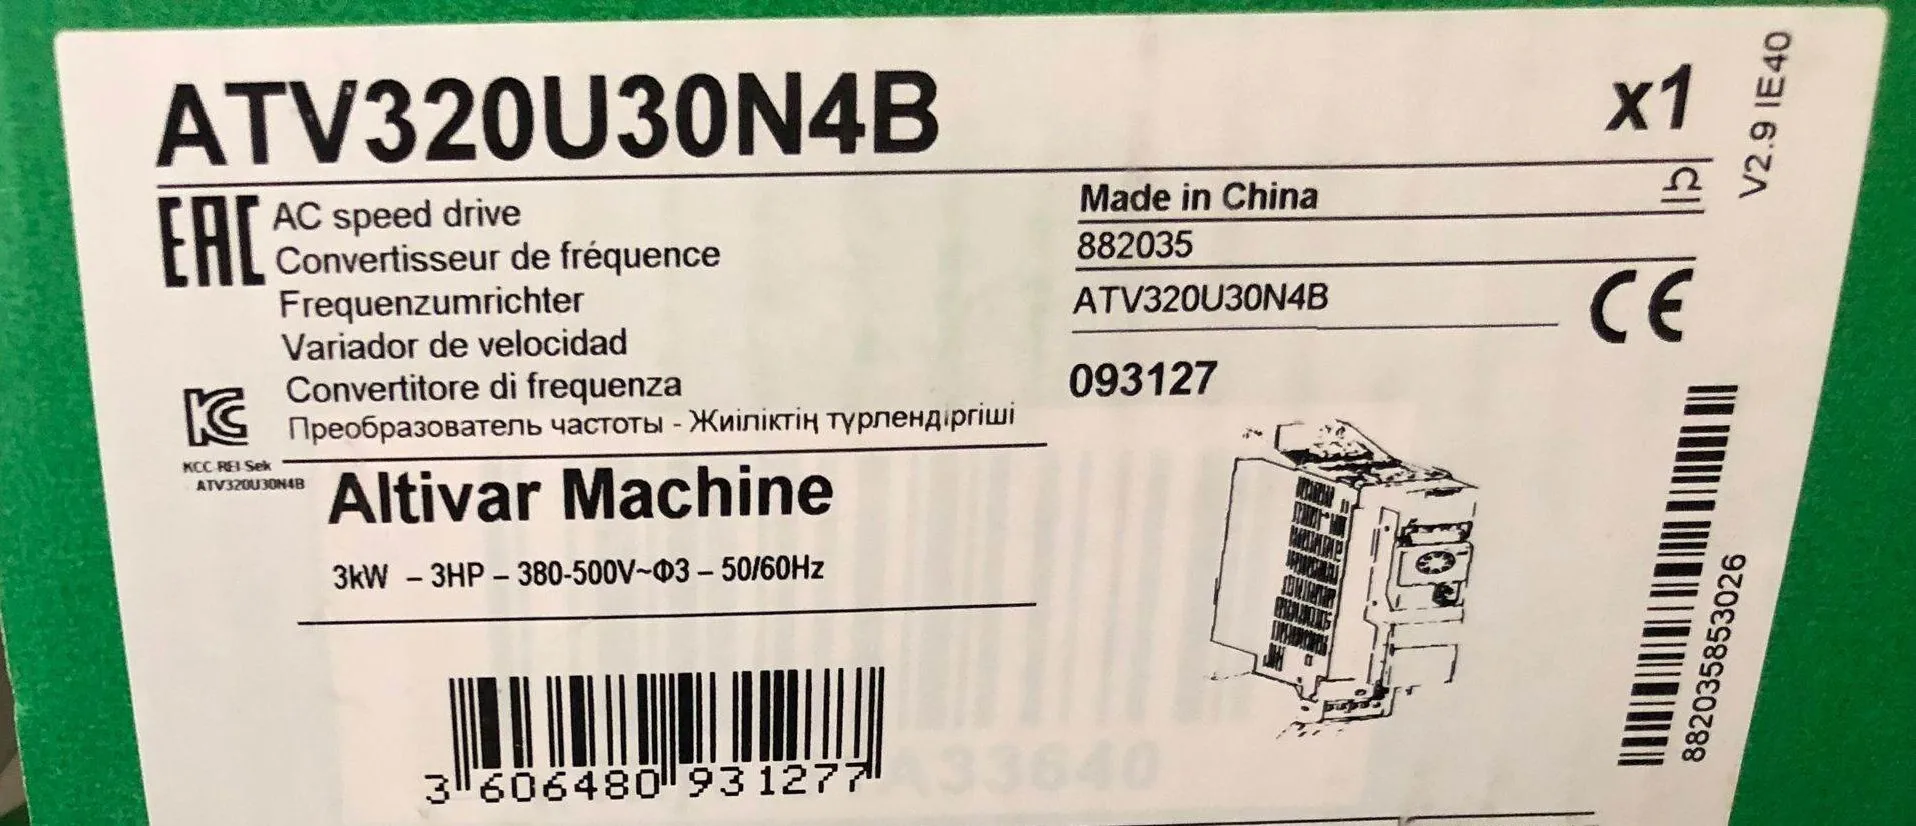 ATV320U30N4B
x1
V2.9 IE40
EAC
AC speed drive
Convertisseur de fréquence
Frequenzumrichter
Variador de velocidad
Convertitore di frequenza
Преобразователь частоты - Жиіліктің түрлендіргіші
KCC-REI-Sek
ATV320U30N4B
Made in China
882035
ATV320U30N4B
CE
093127
Altivar Machine
3kW – 3HP – 380-500V~Φ3 – 50/60Hz
3 606480 931277
882035853026
A33640